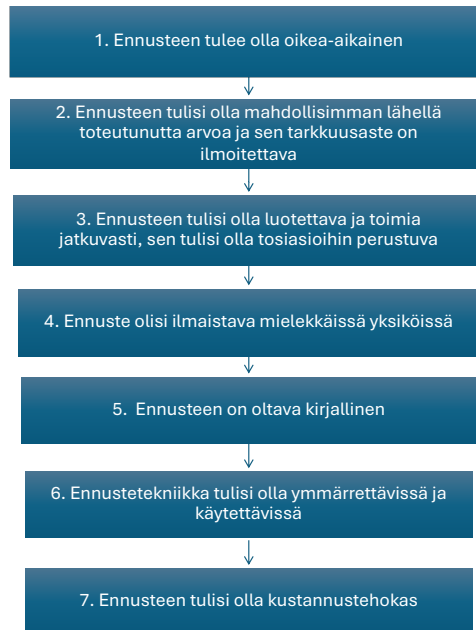 1. Ennusteen tulee olla oikea-aikainen
2. Ennusteen tulisi olla mahdollisimman lähellä
toteutunutta arvoa ja sen tarkkuusaste on
ilmoitettava
3. Ennusteen tulisi olla luotettava ja toimia
jatkuvasti, sen tulisi olla tosiasioihin perustuva
4. Ennuste olisi ilmaistava mielekkäissä yksiköissä
5. Ennusteen on oltava kirjallinen
6. Ennustetekniikka tulisi olla ymmärrettävissä ja
käytettävissä
7. Ennusteen tulisi olla kustannustehokas